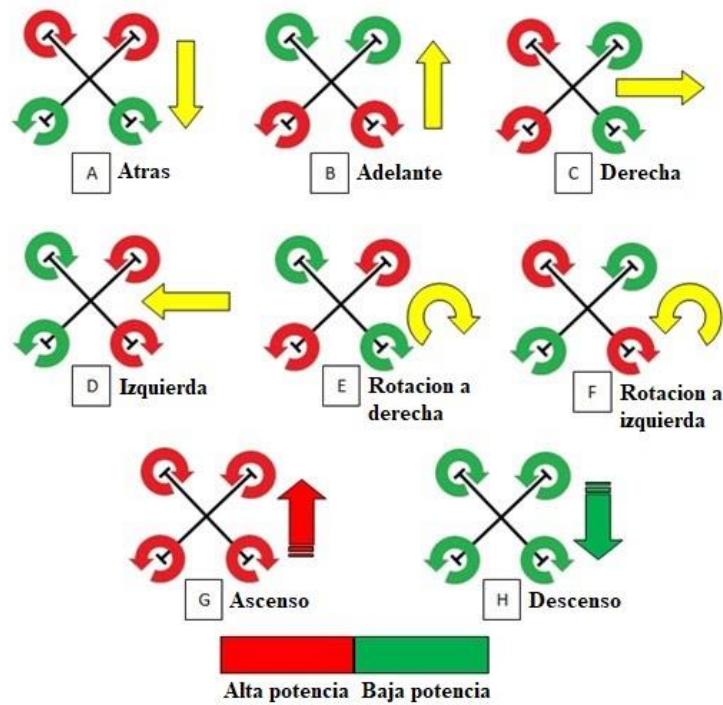 A Atras
B Adelante
C Derecha
D Izquierda
E Rotacion a
derecha
F Rotacion a
izquierda
G Ascenso
H Descenso
Alta potencia Baja potencia